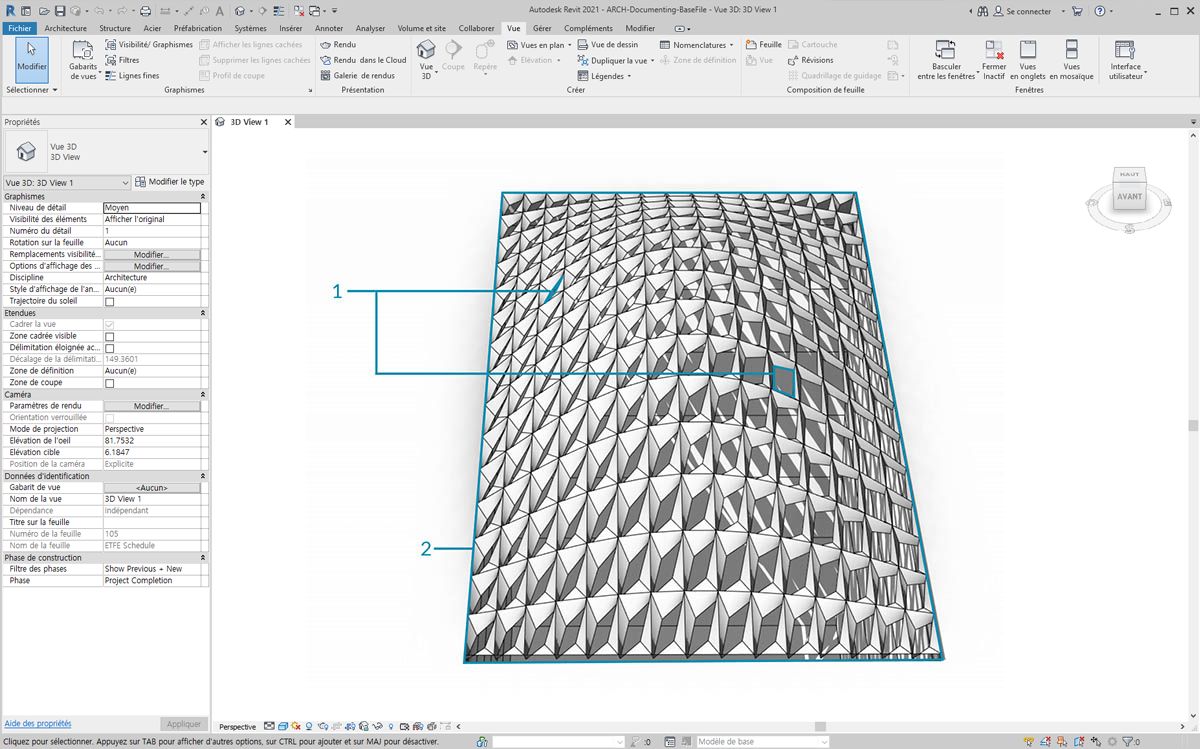 Autodesk Revit 2021 - ARCH-Documenting-BaseFile - 3D: 3D View 1
Se connecter
Fichier Architecture Structure Acier Préfabrication Systèmes Insérer Annoter Analyser Volume et site Collaborer Vue Gérer Compléments Modifier
Modifier
Sélectionner
Gabarits
de vues
Visibilité/ Graphismes
Filtres
Lignes fines
Afficher les lignes cachées
Supprimer les lignes cachées
Profil de coupe
Graphismes
Rendu
Rendu dans le Cloud
Galerie de rendus
Présentation
Vue
3D
Coupe
Repère
Vues en plan
Élévation
Vue de dessin
Dupliquer la vue
Légendes
Nomenclatures
Zone de définition
Créer
Feuille
Vue
Cartouche
Révisions
Quadrillage de guidage
Composition de feuille
Basculer
entre les fenêtres
Fermer
Inactif
Vues
en onglets
Vues
en mosaïque
Fenêtres
Interface
utilisateur
Propriétés
Vue 3D
3D View
Vue 3D: 3D View 1
Modifier le type
Graphismes
Niveau de détail Moyen
Visibilité des éléments Afficher l'original
Numéro du détail 1
Rotation sur la feuille Aucun
Remplacements visibilité... Modifier...
Options d'affichage des ... Modifier...
Discipline Architecture
Style d'affichage de l'an... Aucun(e)
Trajectoire du soleil
Etendues
Cadrer la vue
Zone cadrée visible
Délimitation éloignée ac...
Décalage de la délimitati... 149.3601
Zone de définition Aucun(e)
Zone de coupe
Caméra
Paramètres de rendu Modifier...
Orientation verrouillée
Mode de projection Perspective
Elévation de l'oeil 81.7532
Elévation cible 6.1847
Position de la caméra Explicite
Données d'identification
Gabarit de vue <Aucun>
Nom de la vue 3D View 1
Dépendance Indépendant
Titre sur la feuille
Numéro de la feuille 105
Nom de la feuille ETFE Schedule
Phase de construction
Filtre des phases Show Previous + New
Phase Project Completion
Aide des propriétés
Appliquer
3D View 1
1
2
HAUT
AVANT
Perspective
Cliquez pour sélectionner. Appuyez sur TAB pour afficher d'autres options, sur CTRL pour ajouter et sur MAJ pour désactiver.
:0
Modèle de base
:0